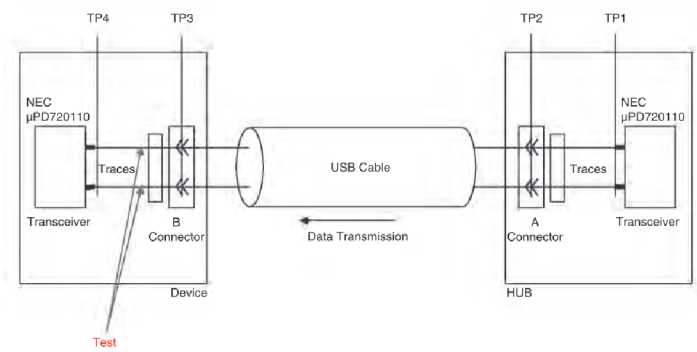 TP4
TP3
TP2
TP1
NEC
µPD720110
NEC
µPD720110
Traces
USB Cable
Traces
Transceiver
B
Connector
Data Transmission
A
Connector
Transceiver
Device
HUB
Test